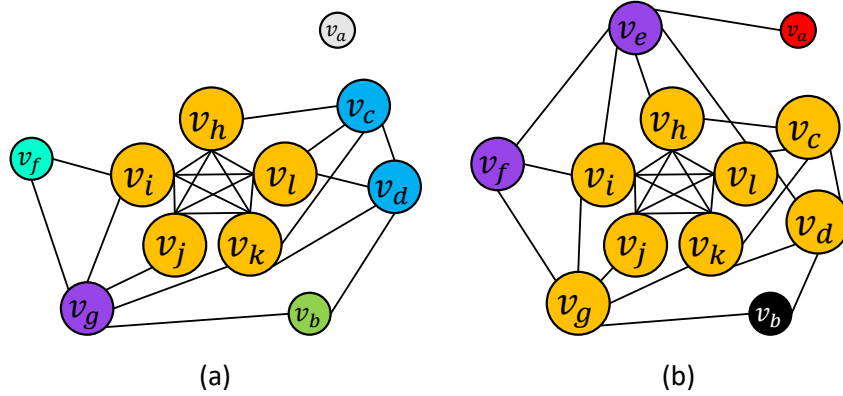 v_a
v_c
v_h
v_f
v_i
v_l
v_d
v_j
v_k
v_g
v_b
(a)
v_e
v_a
v_h
v_c
v_f
v_i
v_l
v_d
v_j
v_k
v_g
v_b
(b)